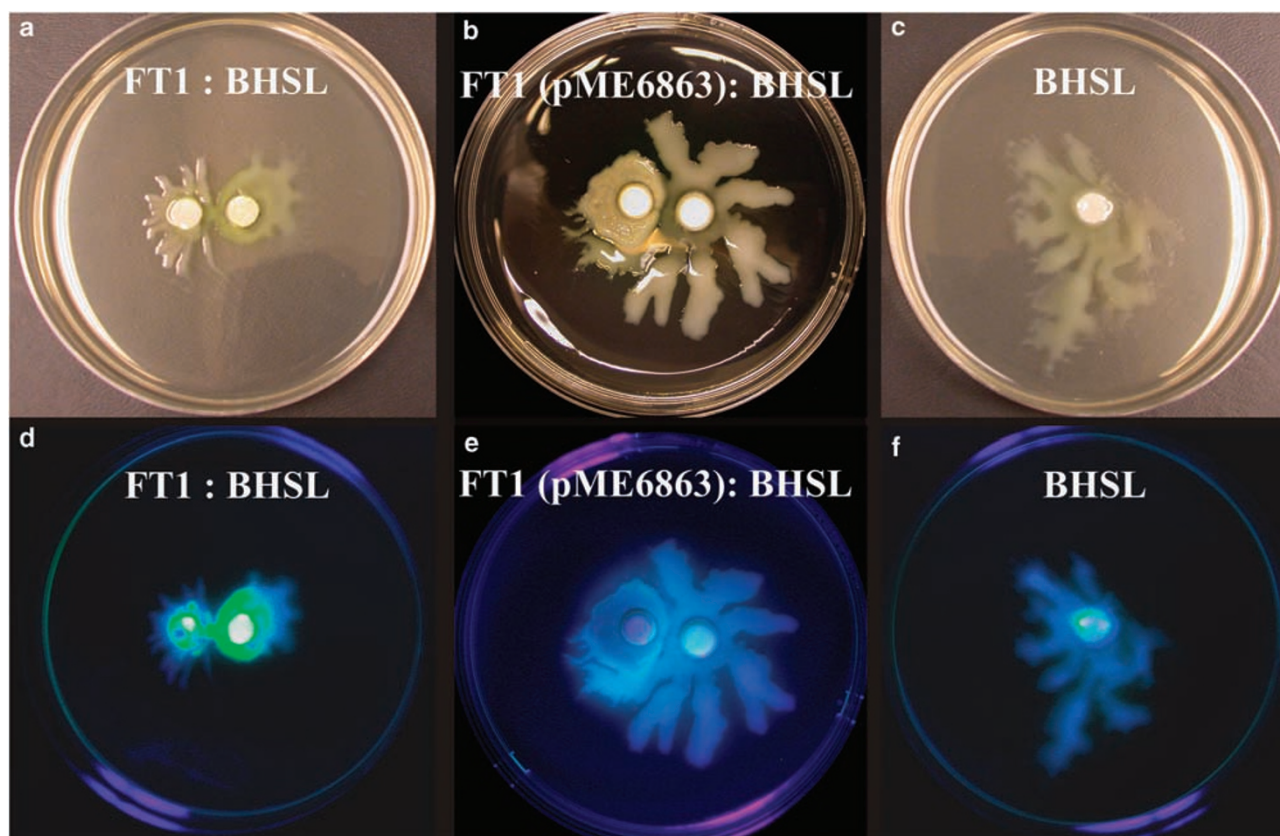 a
FT1 : BHSL
b
FT1 (pME6863): BHSL
c
BHSL
d
FT1 : BHSL
e
FT1 (pME6863): BHSL
f
BHSL